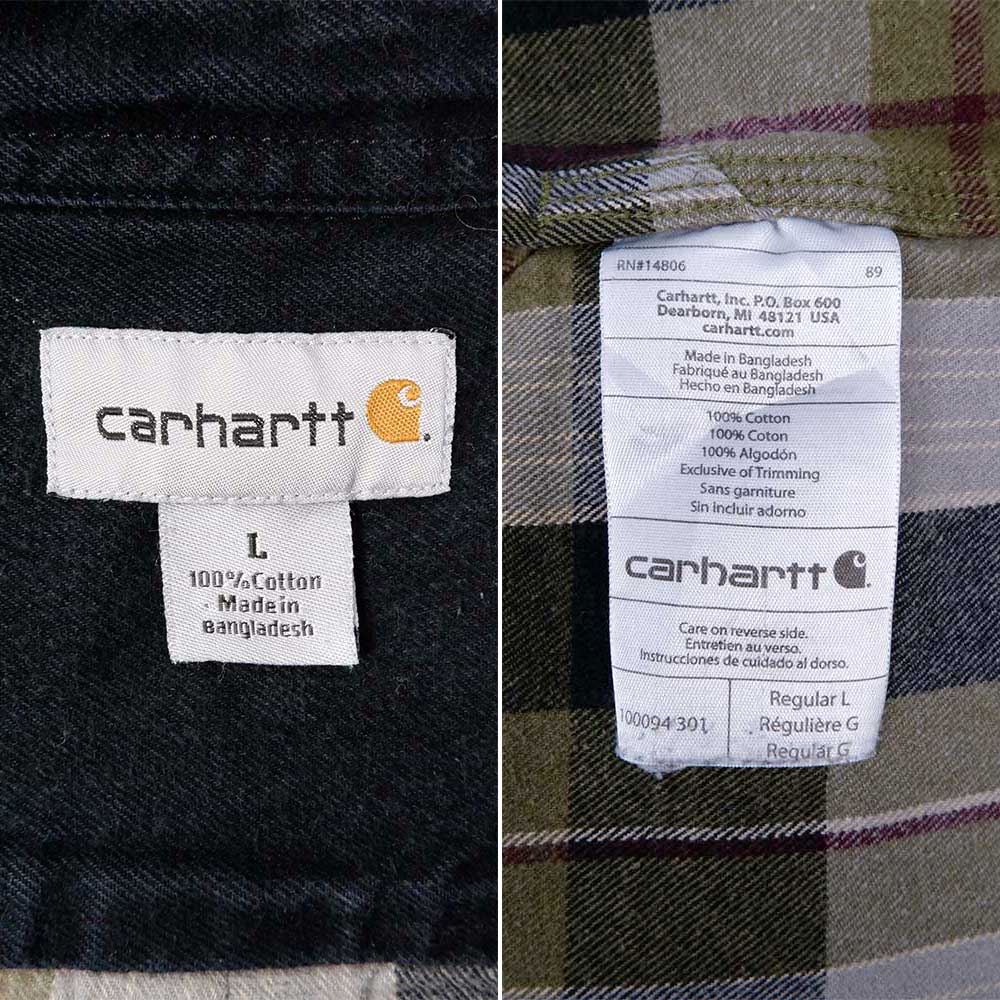 carhartt
L
100% Cotton
Made in
Bangladesh
RN#14806 89
Carhartt, Inc. P.O. Box 600
Dearborn, MI 48121 USA
carhartt.com
Made in Bangladesh
Fabriqué au Bangladesh
Hecho en Bangladesh
100% Cotton
100% Coton
100% Algodón
Exclusive of Trimming
Sans garniture
Sin incluir adorno
carhartt
Care on reverse side.
Entretien au verso.
Instrucciones de cuidado al dorso.
Regular L
100094 301 Régulière G
Regular G